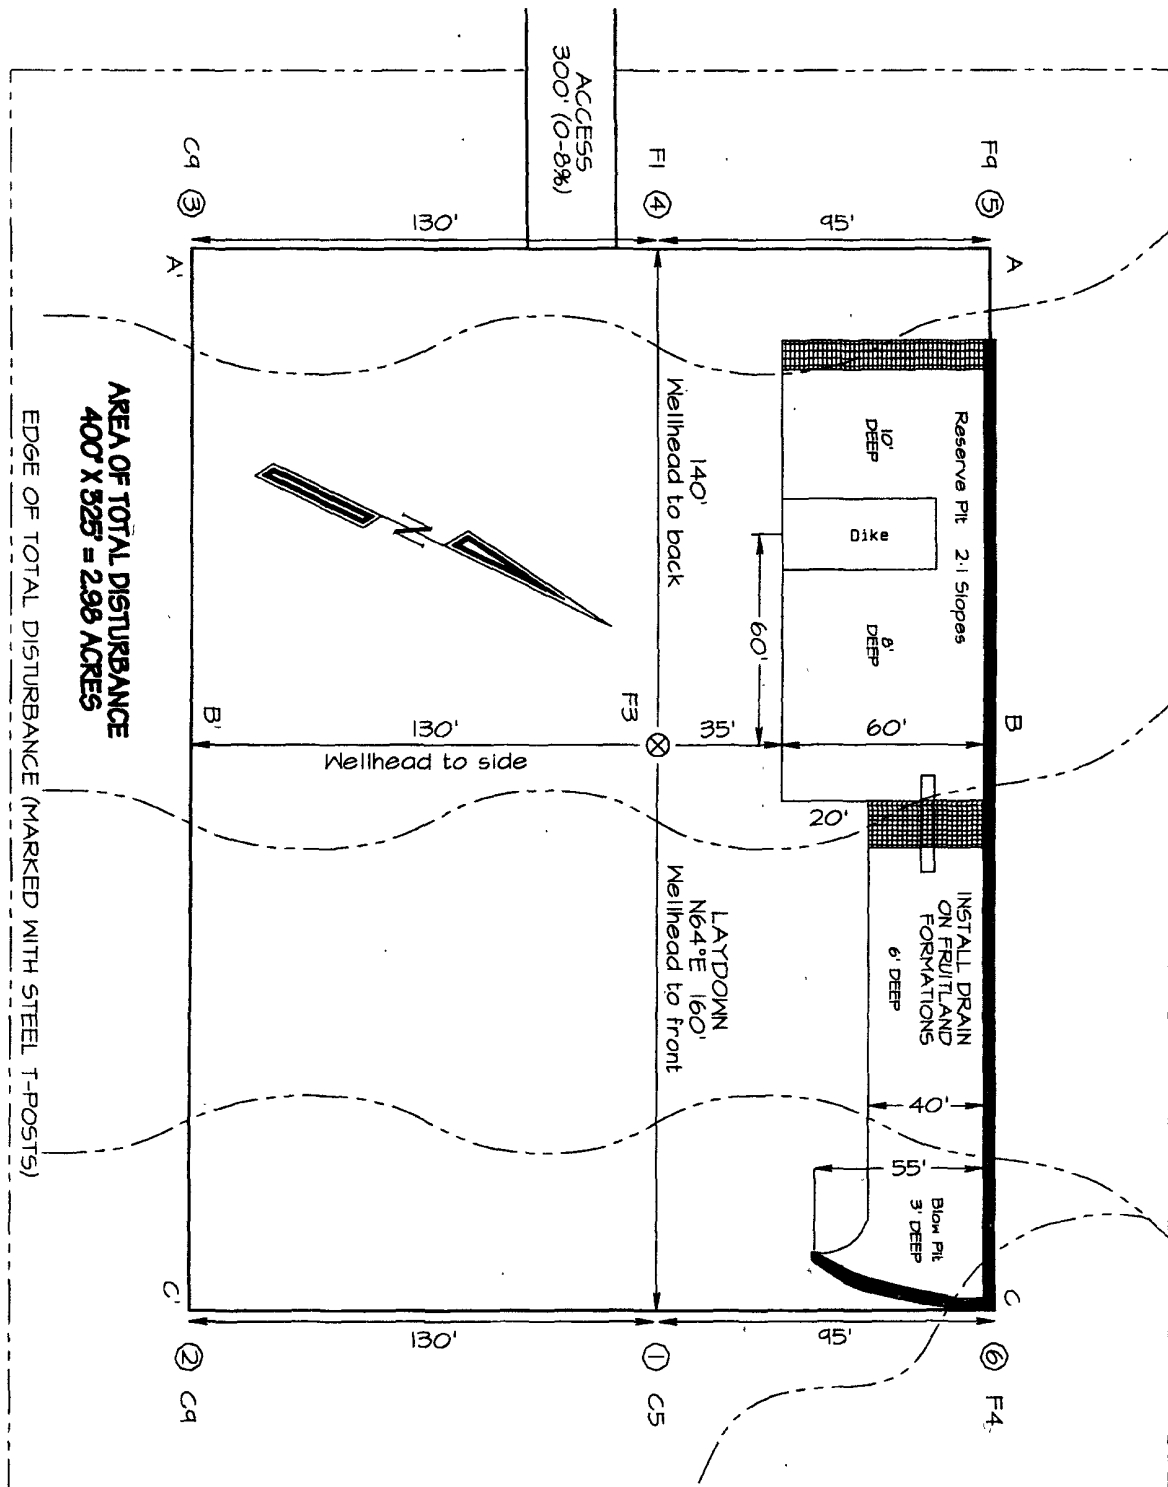 ACCESS
300' (0-8%)
C9 ③
F1 ④
F9 ⑤
130'
95'
A'
A
Reserve Pit 2:1 Slopes
10'
DEEP
Dike
8'
DEEP
140'
Wellhead to back
60'
N
AREA OF TOTAL DISTURBANCE
400' X 325' = 2.98 ACRES
EDGE OF TOTAL DISTURBANCE (MARKED WITH STEEL T-POSTS)
B'
130'
Wellhead to side
F3
35'
60'
B
20'
INSTALL DRAIN
ON FRUITLAND
FORMATIONS
6' DEEP
LAYDOWN
N64°E 160'
Wellhead to front
40'
55'
Blow Pit
3' DEEP
C'
C
130'
95'
② C9
① C5
⑥ F4